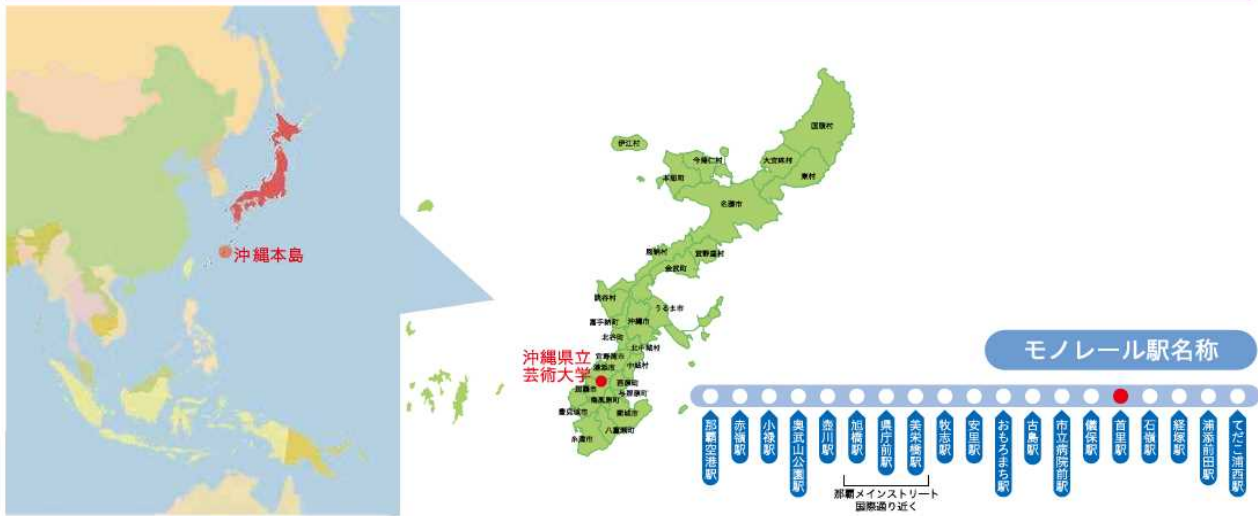 沖縄本島
国頭村
伊江村
今帰仁村
大宜味村
本部町
東村
名護市
恩納村
宜野座村
金武町
読谷村
うるま市
嘉手納町
沖縄市
北谷町
北中城村
宜野湾市
中城村
沖縄県立
芸術大学
浦添市
西原町
那覇市
与那原町
南風原町
豊見城市
南城市
八重瀬町
糸満市
モノレール駅名称
那覇空港駅
赤嶺駅
小禄駅
奥武山公園駅
壺川駅
旭橋駅
県庁前駅
美栄橋駅
牧志駅
安里駅
おもろまち駅
古島駅
市立病院前駅
儀保駅
首里駅
石嶺駅
経塚駅
浦添前田駅
てだこ浦西駅
那覇メインストリート
国際通り近く